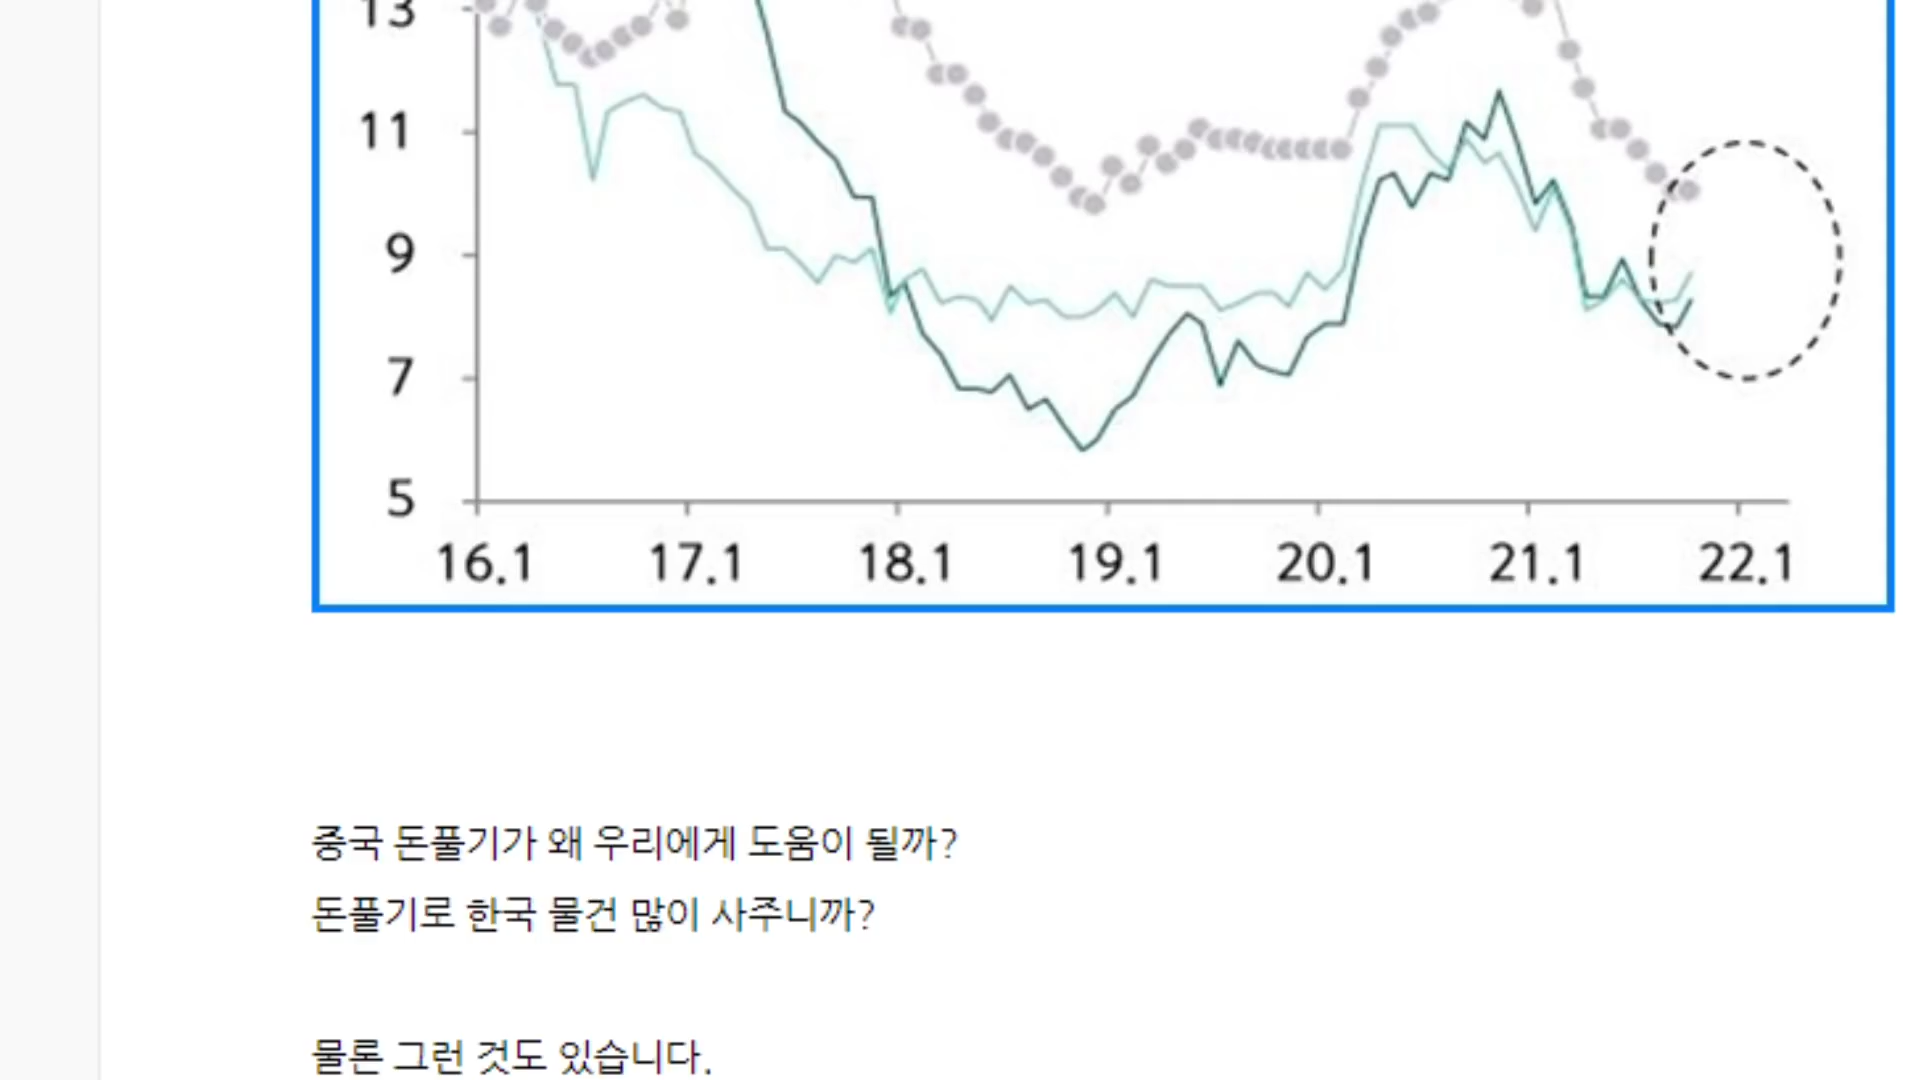 13
11
9
7
5
16.1 17.1 18.1 19.1 20.1 21.1 22.1
중국 돈풀기가 왜 우리에게 도움이 될까?
돈풀기로 한국 물건 많이 사주니까?
물론 그런 것도 있습니다.